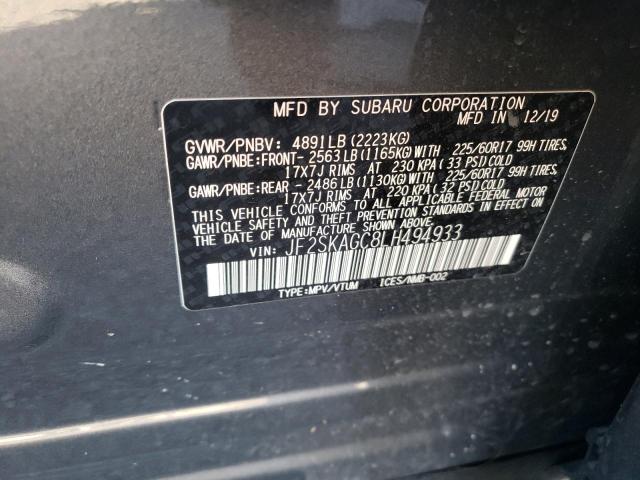 MFD BY SUBARU CORPORATION
MFD IN 12/19
GVWR/PNBV: 4891LB (2223KG)
GAWR/PNBE:FRONT- 2563LB (1165KG) WITH 225/60R17 99H TIRES,
17X7J RIMS AT 230 KPA (33 PSI) COLD
GAWR/PNBE:REAR - 2486LB (1130KG) WITH 225/60R17 99H TIRES,
17X7J RIMS AT 220 KPA (32 PSI) COLD
THIS VEHICLE CONFORMS TO ALL APPLICABLE FEDERAL MOTOR
VEHICLE SAFETY AND THEFT PREVENTION STANDARDS IN EFFECT ON
THE DATE OF MANUFACTURE SHOWN ABOVE.
VIN: JF2SKAGC8LH494933
TYPE:MPV/VTUM ICES/NMB-002